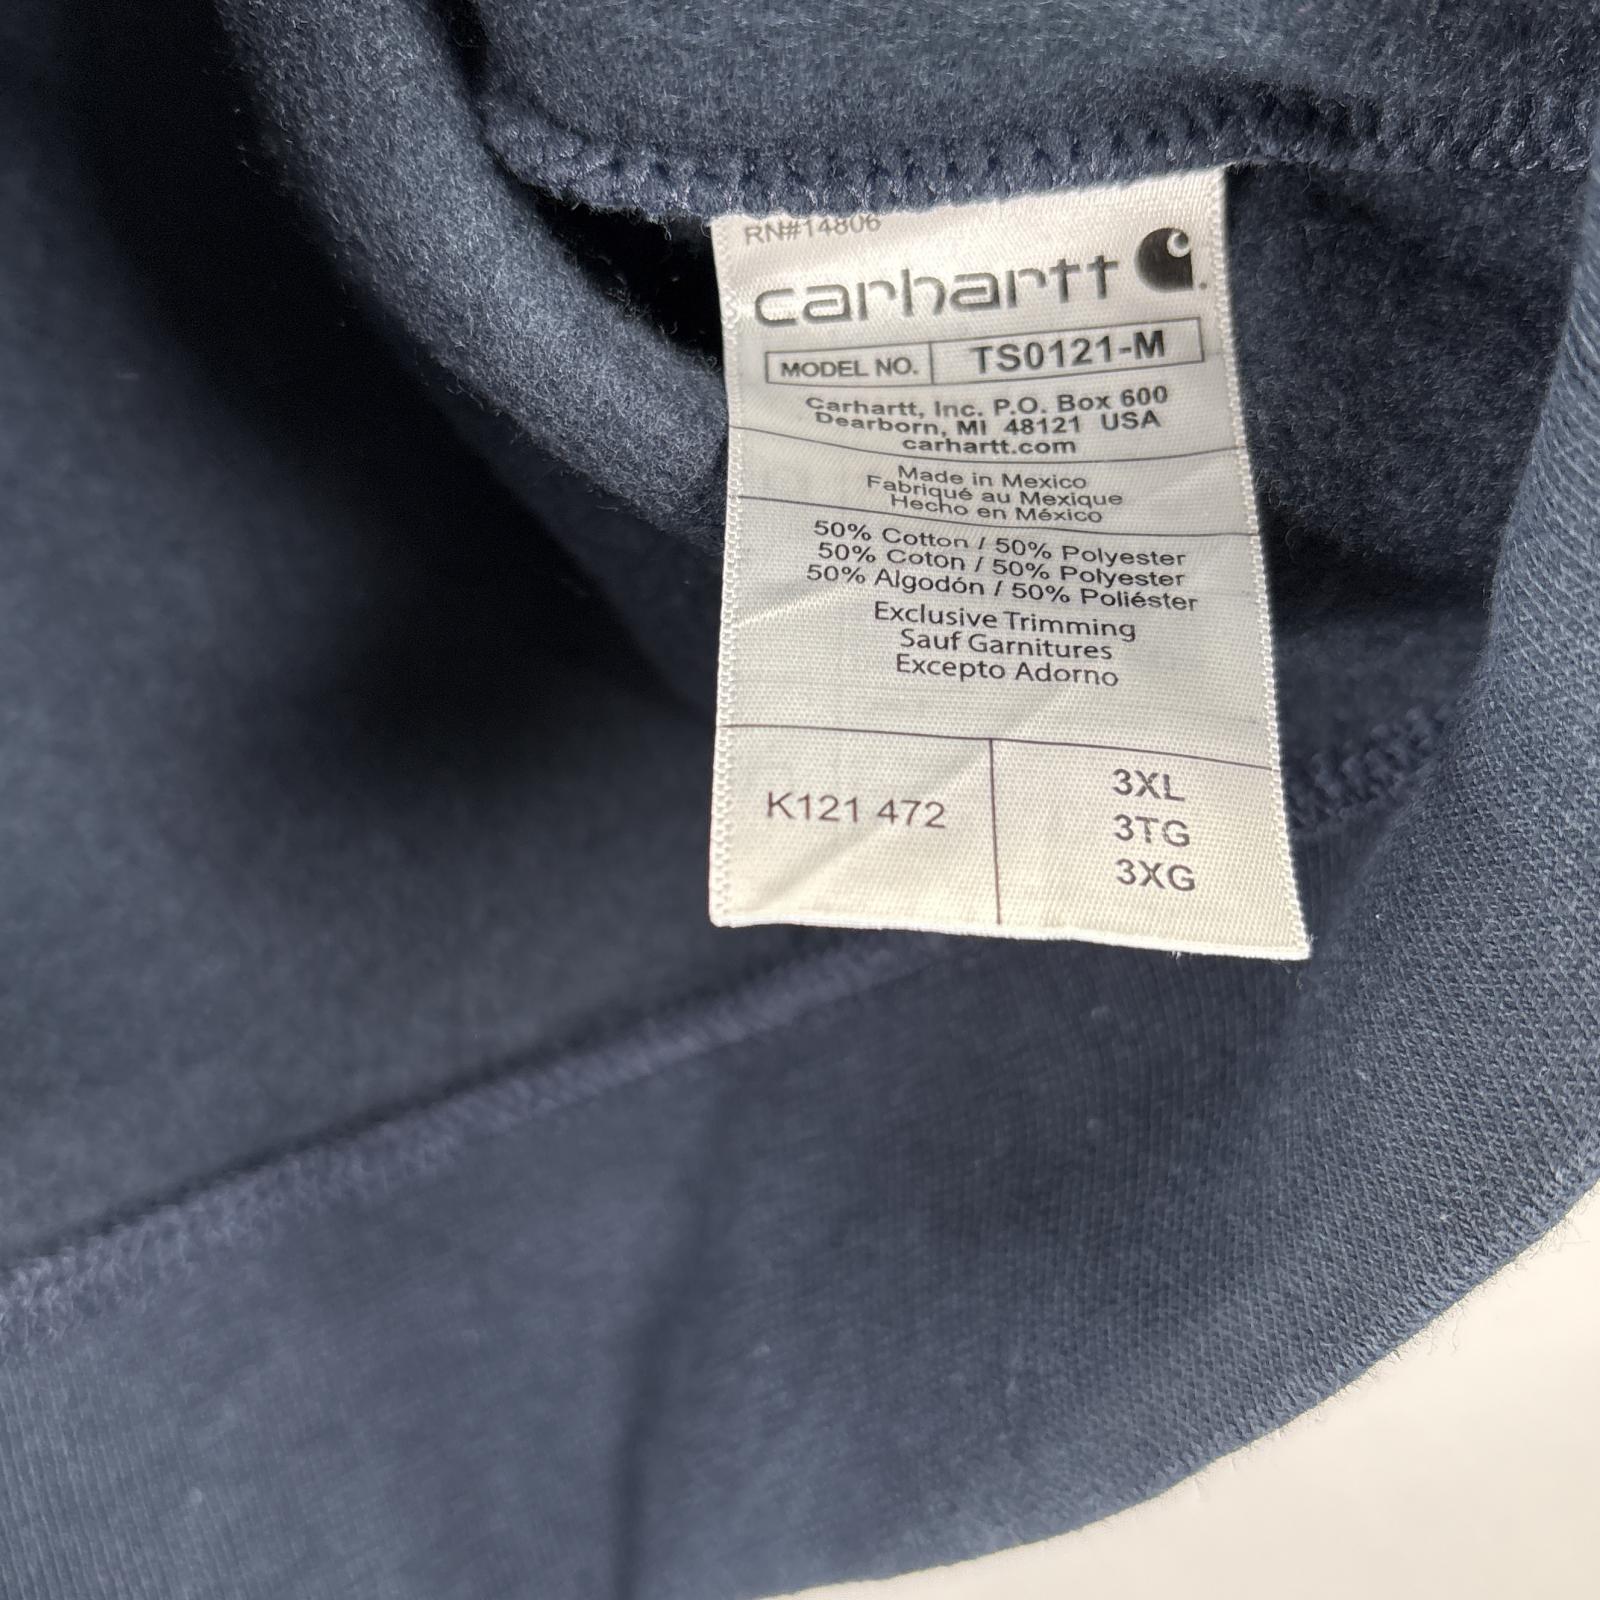 RN#14806
carhartt
MODEL NO. TS0121-M
Carhartt, Inc. P.O. Box 600
Dearborn, MI 48121 USA
carhartt.com
Made in Mexico
Fabriqué au Mexique
Hecho en México
50% Cotton / 50% Polyester
50% Coton / 50% Polyester
50% Algodón / 50% Poliéster
Exclusive Trimming
Sauf Garnitures
Excepto Adorno
K121 472
3XL
3TG
3XG